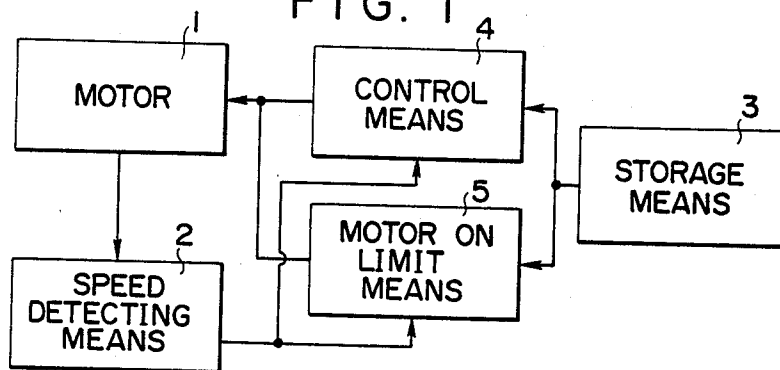 FIG. 1
1
MOTOR
4
CONTROL
MEANS
3
STORAGE
MEANS
2
SPEED
DETECTING
MEANS
5
MOTOR ON
LIMIT
MEANS